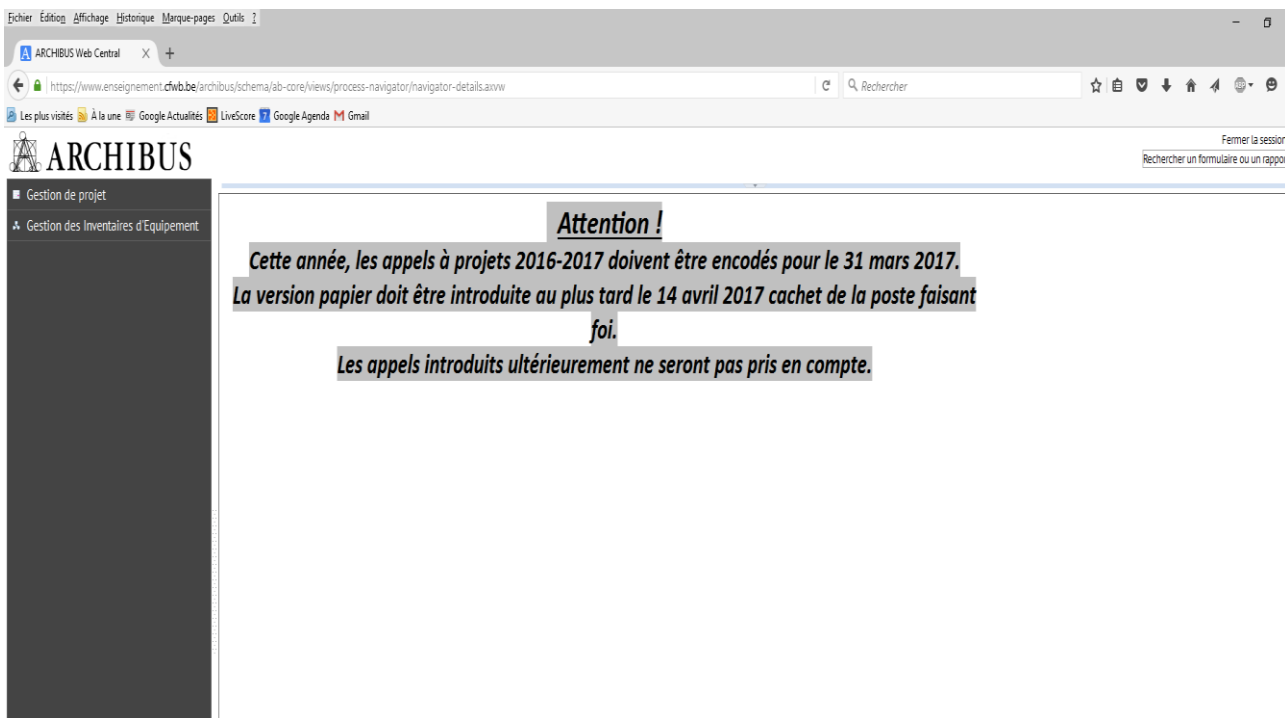 Fichier Édition Affichage Historique Marque-pages Outils ?
ARCHIBUS Web Central
https://www.enseignement.cfwb.be/archibus/schema/ab-core/views/process-navigator/navigator-details.axvw
Rechercher
Les plus visités À la une Google Actualités LiveScore Google Agenda Gmail
ARCHIBUS
Fermer la session
Rechercher un formulaire ou un rappor
Gestion de projet
Gestion des Inventaires d'Equipement
Attention !
Cette année, les appels à projets 2016-2017 doivent être encodés pour le 31 mars 2017.
La version papier doit être introduite au plus tard le 14 avril 2017 cachet de la poste faisant
foi.
Les appels introduits ultérieurement ne seront pas pris en compte.